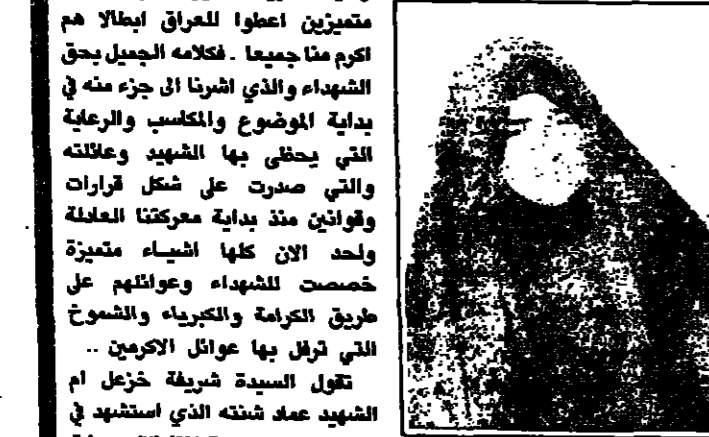 متميزين اعطوا للعراق ابطالا هم
اكرم منا جميعا . فكلامه الجميل بحق
الشهداء والذي اشرنا الى جزء منه في
بداية الموضوع والمكاسب والرعاية
التي يحظى بها الشهيد وعائلته
والتي صدرت على شكل قرارات
وقوانين منذ بداية معركتنا العادلة
ولحد الان كلها اشياء متميزة
خصصت للشهداء وعوائلهم على
طريق الكرامة والكبرياء والشموخ
التي ترفل بها عوائل الاكرمين ..
تقول السيدة شريفة خزعل ام
الشهيد عماد شنته الذي استشهد في